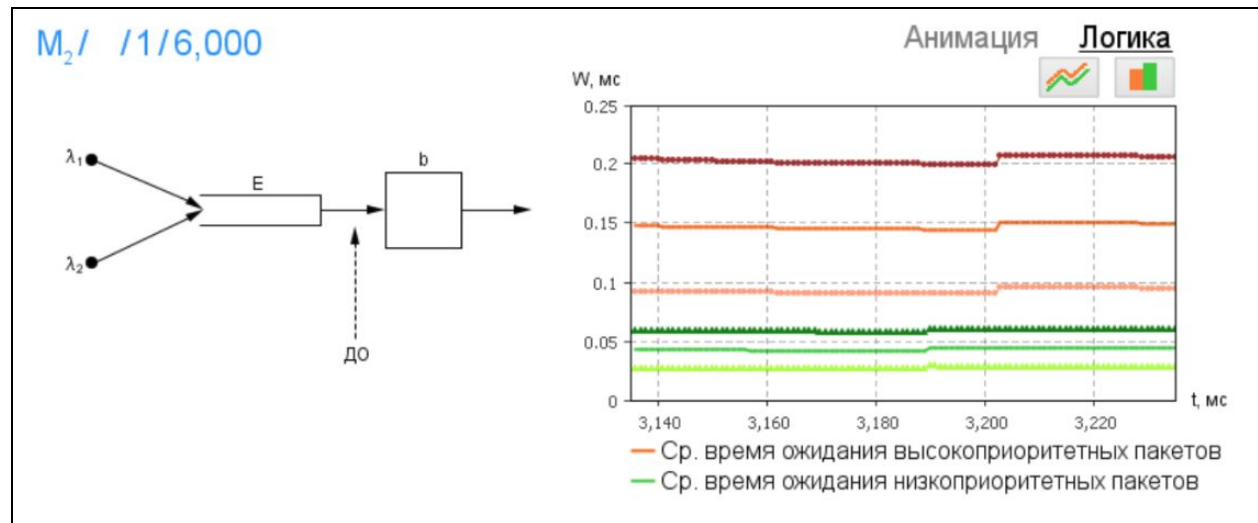 M₂/ /1/6,000
Анимация Логика
W, мс
0.25
0.2
0.15
0.1
0.05
0
3,140 3,160 3,180 3,200 3,220
t, мс
λ₁
λ₂
E
b
ДО
Ср. время ожидания высокоприоритетных пакетов
Ср. время ожидания низкоприоритетных пакетов